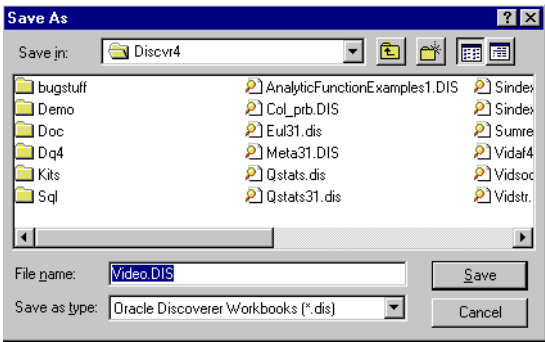 Save As
Save in: Discvr4
bugstuff AnalyticFunctionExamples1.DIS Sindex
Demo Col_prb.DIS Sindex
Doc Eul31.dis Sumre
Dq4 Meta31.DIS Vidaf4
Kits Qstats.dis Vidsoc
Sql Qstats31.dis Vidstr.
File name: Video.DIS Save
Save as type: Oracle Discoverer Workbooks (*.dis) Cancel